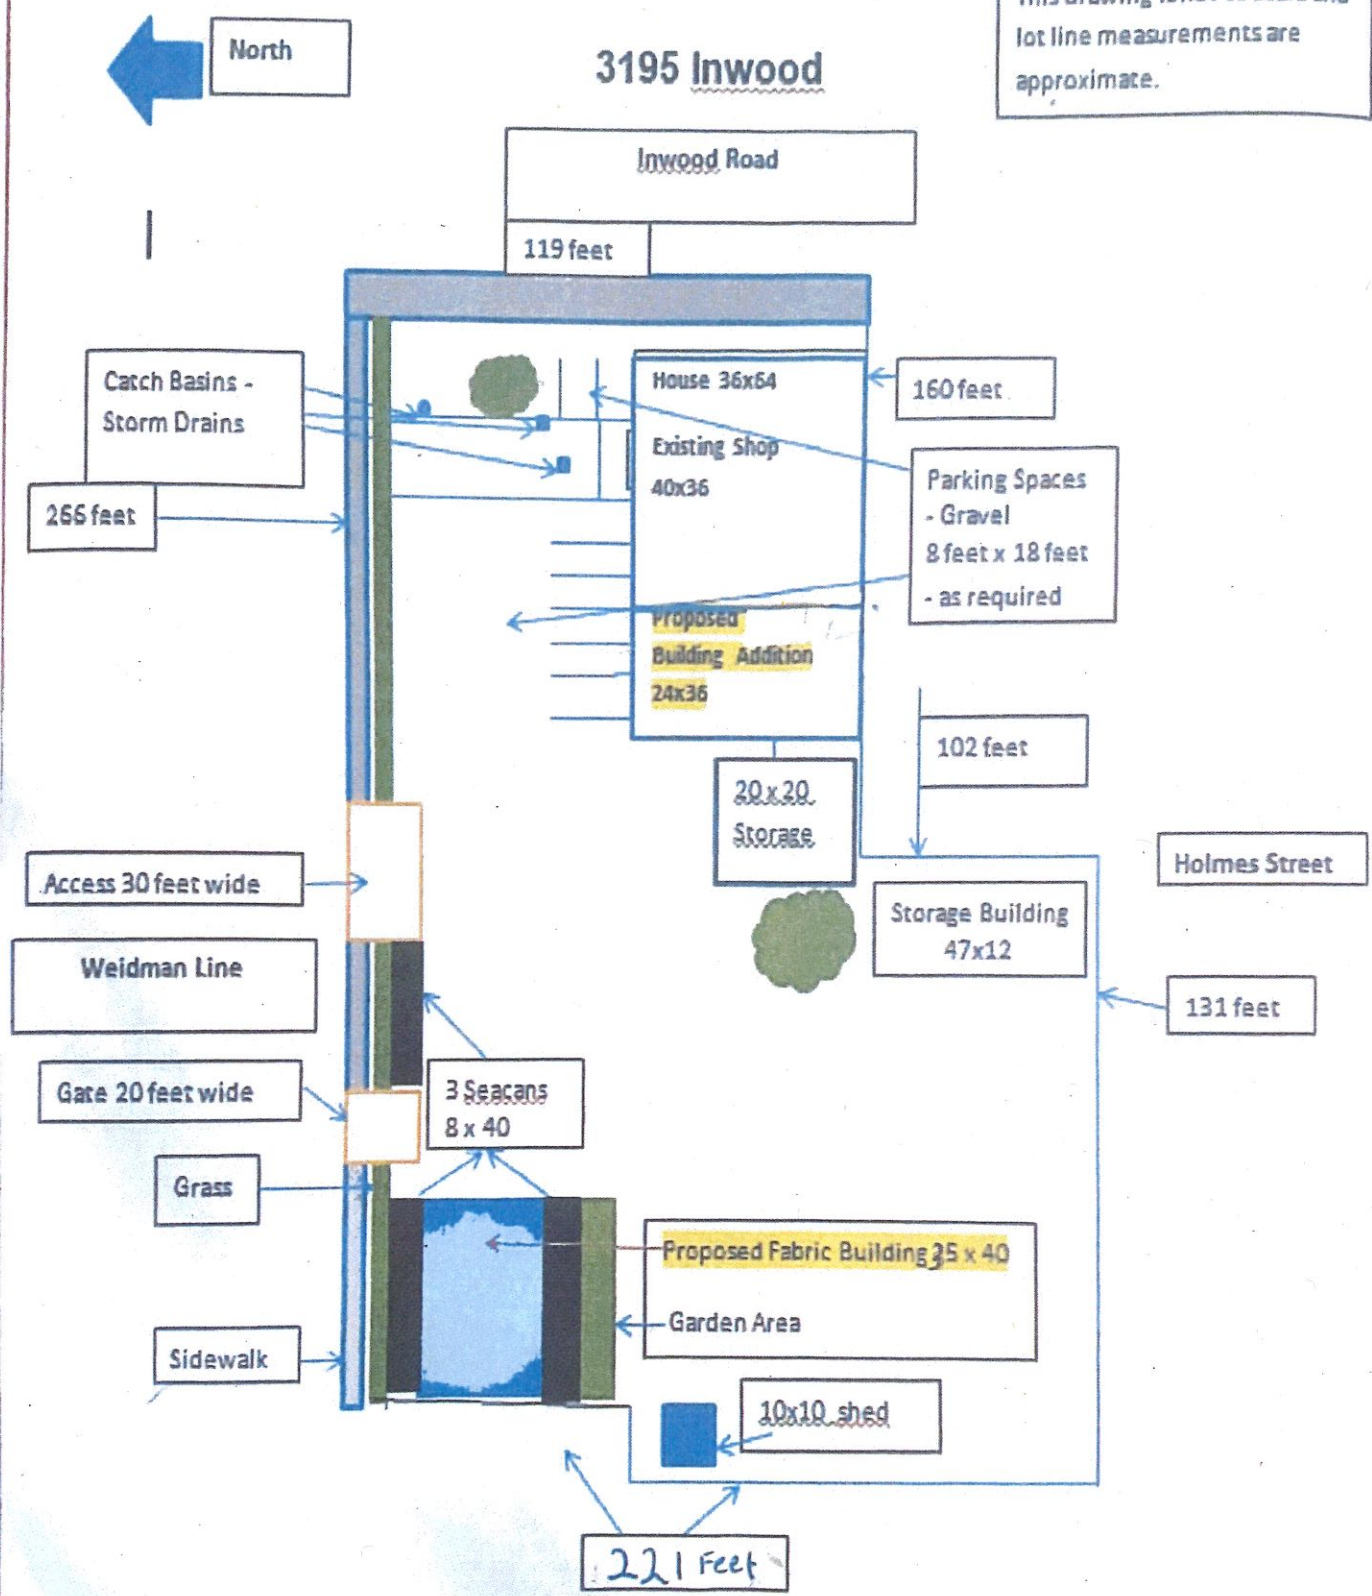 North
3195 Inwood
lot line measurements are
approximate.
Inwood Road
119 feet
Catch Basins -
Storm Drains
266 feet
House 36x64
Existing Shop
40x36
160 feet
Parking Spaces
- Gravel
8 feet x 18 feet
- as required
Proposed
Building Addition
24x36
102 feet
20 x 20
Storage
Holmes Street
Access 30 feet wide
Storage Building
47x12
Weidman Line
131 feet
Gate 20 feet wide
3 Seacans
8 x 40
Grass
Proposed Fabric Building 35 x 40
Garden Area
Sidewalk
10x10 shed
221 Feet